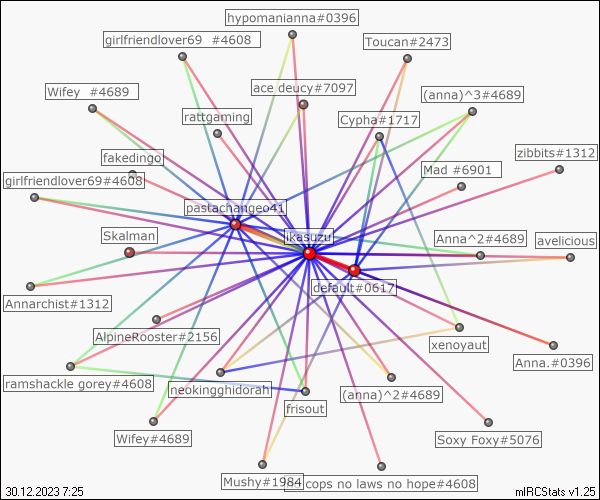 hypomanianna#0396
girlfriendlover69 #4608
Toucan#2473
ace deucy#7097
Wifey #4689
(anna)^3#4689
rattgaming
Cypha#1717
fakedingo
zibbits#1312
Mad #6901
girlfriendlover69#4608
pastachangeo41
Skalman
ikasuzu
Anna^2#4689
avelicious
default#0617
Annarchist#1312
AlpineRooster#2156
xenoyaut
Anna.#0396
ramshackle gorey#4608
neokingghidorah
(anna)^2#4689
frisout
Wifey#4689
Soxy Foxy#5076
Mushy#1984
cops no laws no hope#4608
30.12.2023 7:25
mIRCStats v1.25